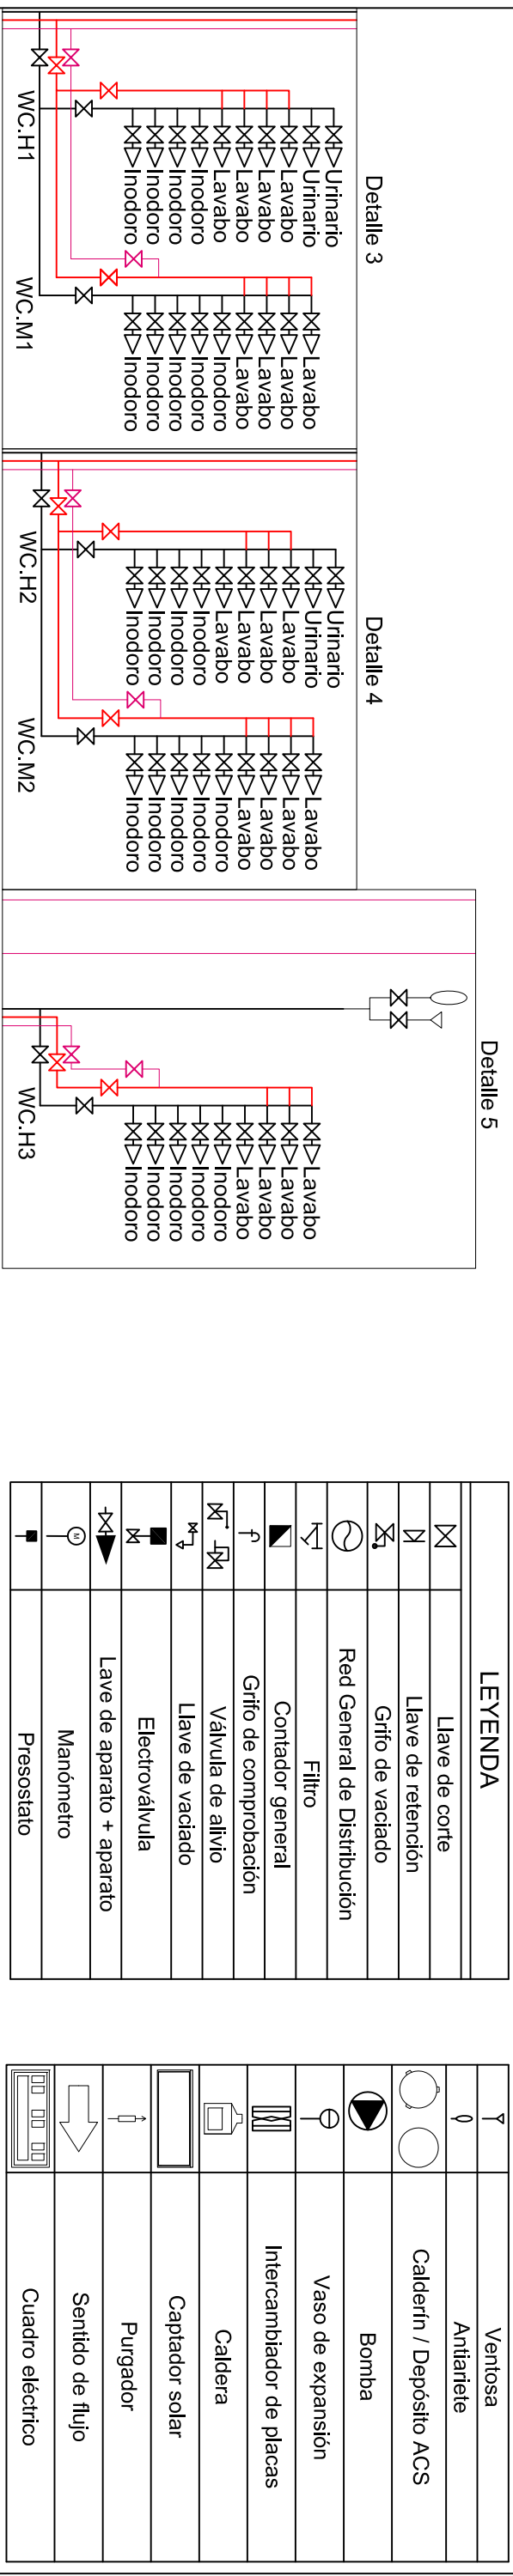 Detalle 3
Urinario
Urinario
Lavabo
Lavabo
Lavabo
Lavabo
Inodoro
Inodoro
Inodoro
Inodoro
WC.H1
Lavabo
Lavabo
Lavabo
Lavabo
Inodoro
Inodoro
Inodoro
Inodoro
Inodoro
WC.M1
Detalle 4
Urinario
Urinario
Lavabo
Lavabo
Lavabo
Lavabo
Inodoro
Inodoro
Inodoro
Inodoro
WC.H2
Lavabo
Lavabo
Lavabo
Lavabo
Inodoro
Inodoro
Inodoro
Inodoro
Inodoro
WC.M2
Detalle 5
Lavabo
Lavabo
Lavabo
Lavabo
Inodoro
Inodoro
Inodoro
Inodoro
Inodoro
WC.H3
LEYENDA
Llave de corte
Llave de retención
Grifo de vaciado
Red General de Distribución
Filtro
Contador general
Grifo de comprobación
Válvula de alivio
Llave de vaciado
Electroválvula
Lave de aparato + aparato
M Manómetro
Presostato
Ventosa
Antiariete
Calderín / Depósito ACS
Bomba
Vaso de expansión
Intercambiador de placas
Caldera
Captador solar
Purgador
Sentido de flujo
Cuadro eléctrico